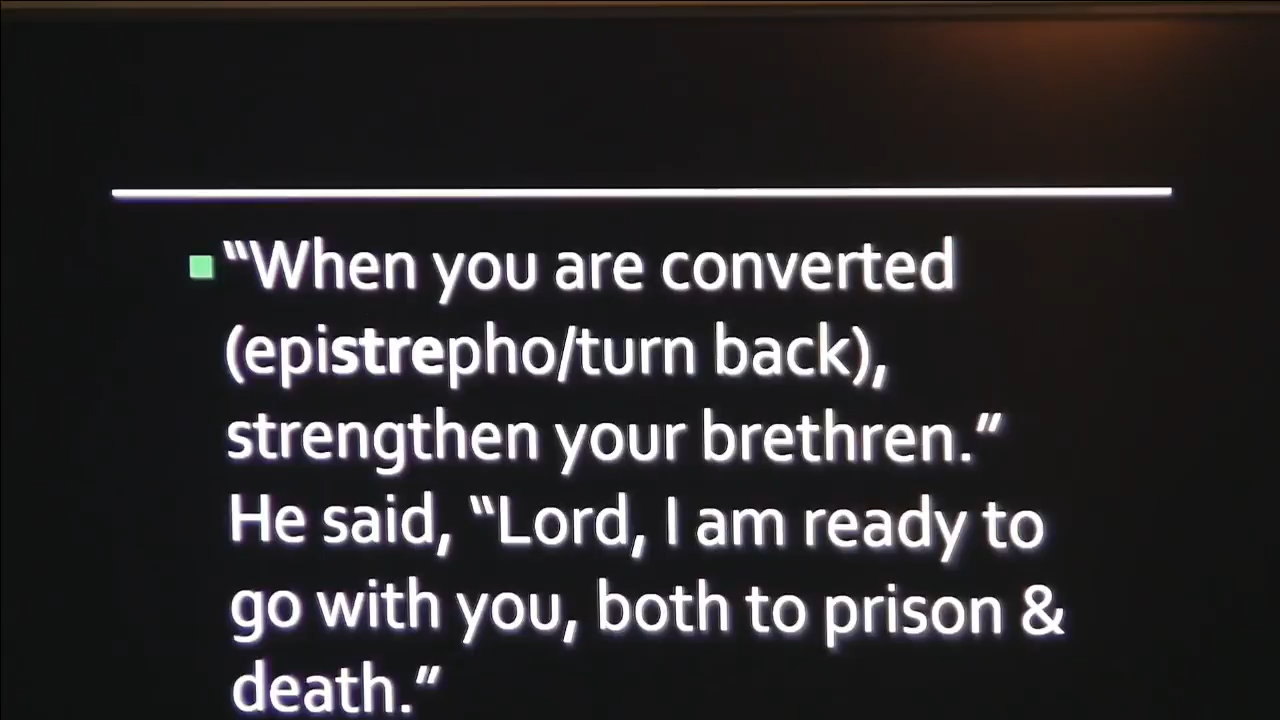 “When you are converted
(epistrepho/turn back),
strengthen your brethren.”
He said, “Lord, I am ready to
go with you, both to prison &
death.”